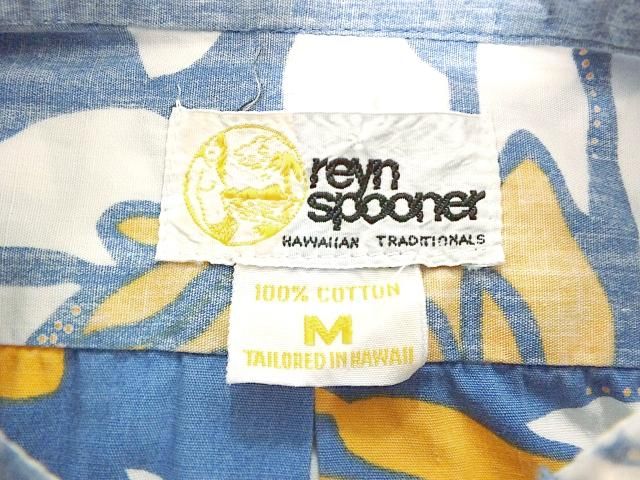 reyn
spooner
HAWAIIAN TRADITIONALS
100% COTTON
M
TAILORED IN HAWAII